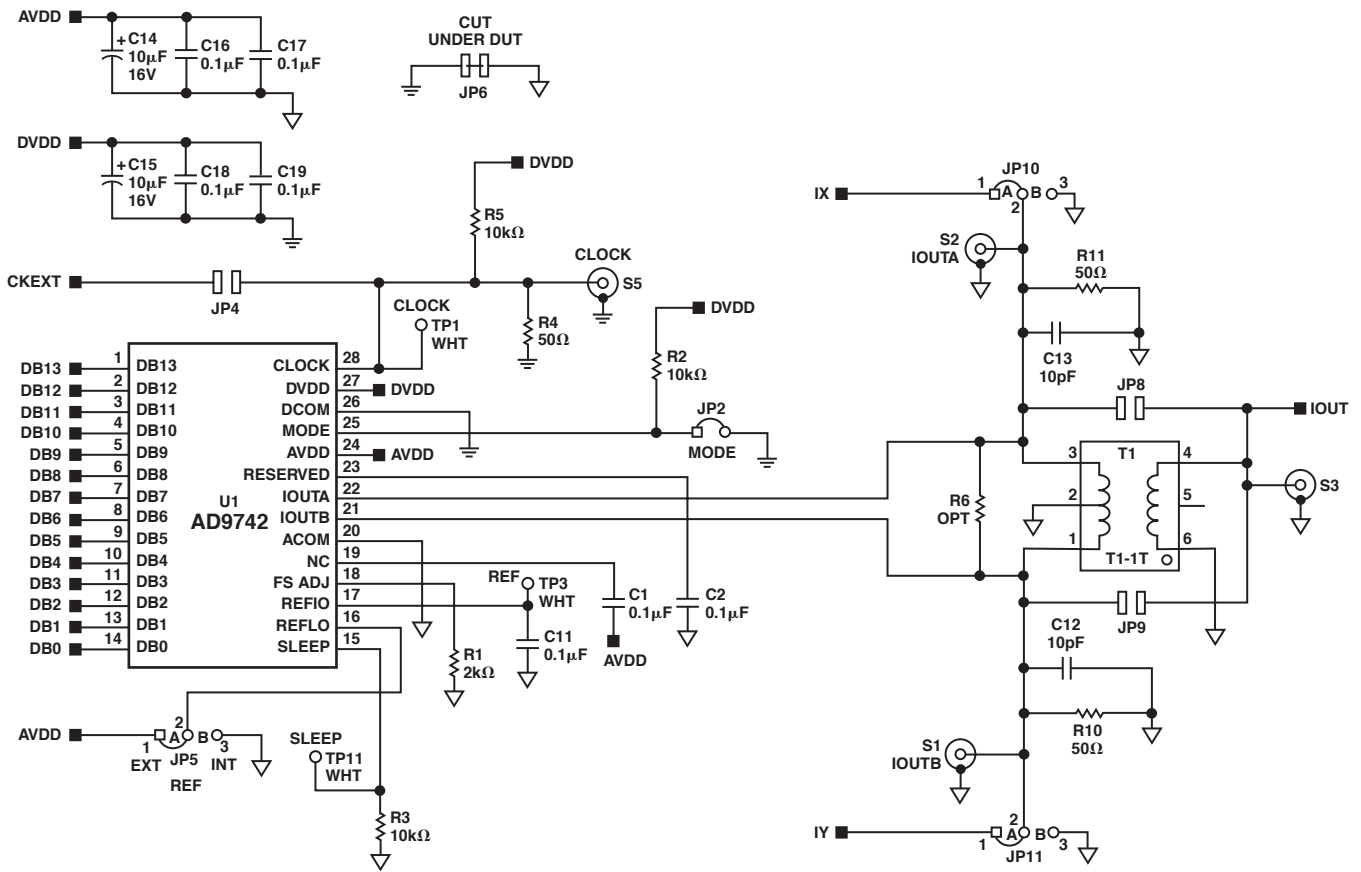 AVDD
+ C14
10μF
16V
C16
0.1μF
C17
0.1μF
CUT
UNDER DUT
JP6
DVDD
+ C15
10μF
16V
C18
0.1μF
C19
0.1μF
DVDD
R5
10kΩ
CKEXT
JP4
CLOCK
S5
CLOCK
TP1
WHT
R4
50Ω
DVDD
R2
10kΩ
JP2
MODE
DB13 1 DB13
DB12 2 DB12
DB11 3 DB11
DB10 4 DB10
DB9 5 DB9
DB8 6 DB8
DB7 7 DB7
DB6 8 DB6
DB5 9 DB5
DB4 10 DB4
DB3 11 DB3
DB2 12 DB2
DB1 13 DB1
DB0 14 DB0
U1
AD9742
CLOCK 28
DVDD 27 DVDD
DCOM 26
MODE 25
AVDD 24 AVDD
RESERVED 23
IOUTA 22
IOUTB 21
ACOM 20
NC 19
FS ADJ 18
REFIO 17
REFLO 16
SLEEP 15
REF
TP3
WHT
C11
0.1μF
R1
2kΩ
C1
0.1μF
AVDD
C2
0.1μF
AVDD
1
EXT
2
A
B
JP5
3
INT
REF
SLEEP
TP11
WHT
R3
10kΩ
IX
JP10
1 A B 3
2
S2
IOUTA
R11
50Ω
C13
10pF
JP8
IOUT
T1
3
2
1
4
5
6
T1-1T
S3
R6
OPT
JP9
C12
10pF
R10
50Ω
S1
IOUTB
IY
2
1 A B 3
JP11